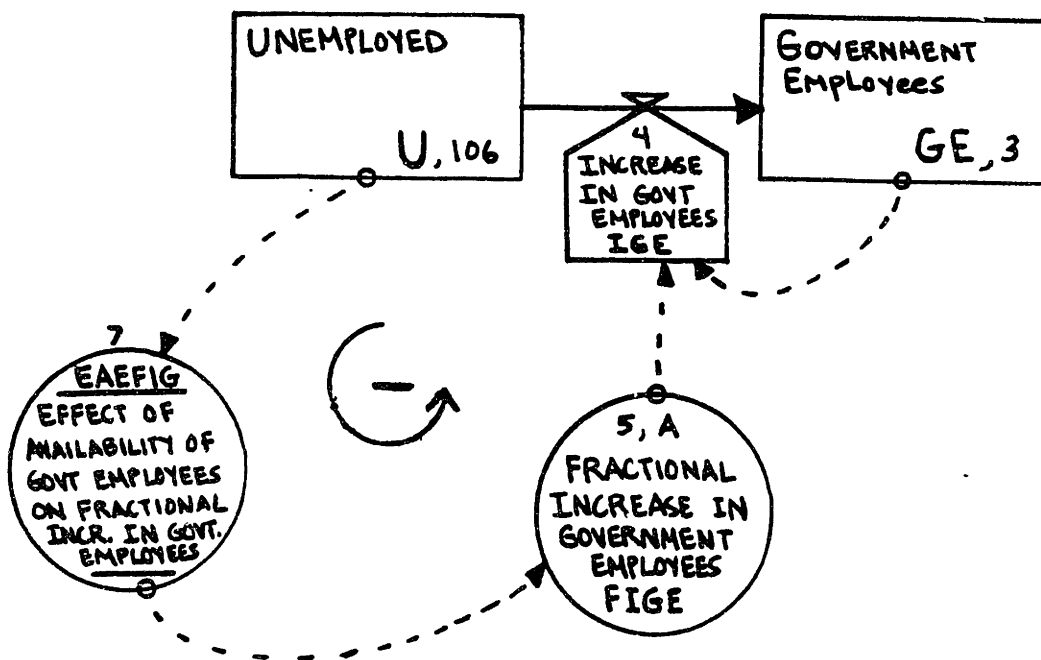 UNEMPLOYED
U, 106
GOVERNMENT
EMPLOYees
GE, 3
4
INCREASE
IN GOVT
EMPLOYEES
IGE
7
EAEFIG
EFFECT OF
AVAILABILITY OF
GOVT EMPLOYEES
ON FRACTIONAL
INCR. IN GOVT.
EMPLOYEES
–
5, A
FRACTIONAL
INCREASE IN
GOVERNMENT
EMPLOYEES
FIGE